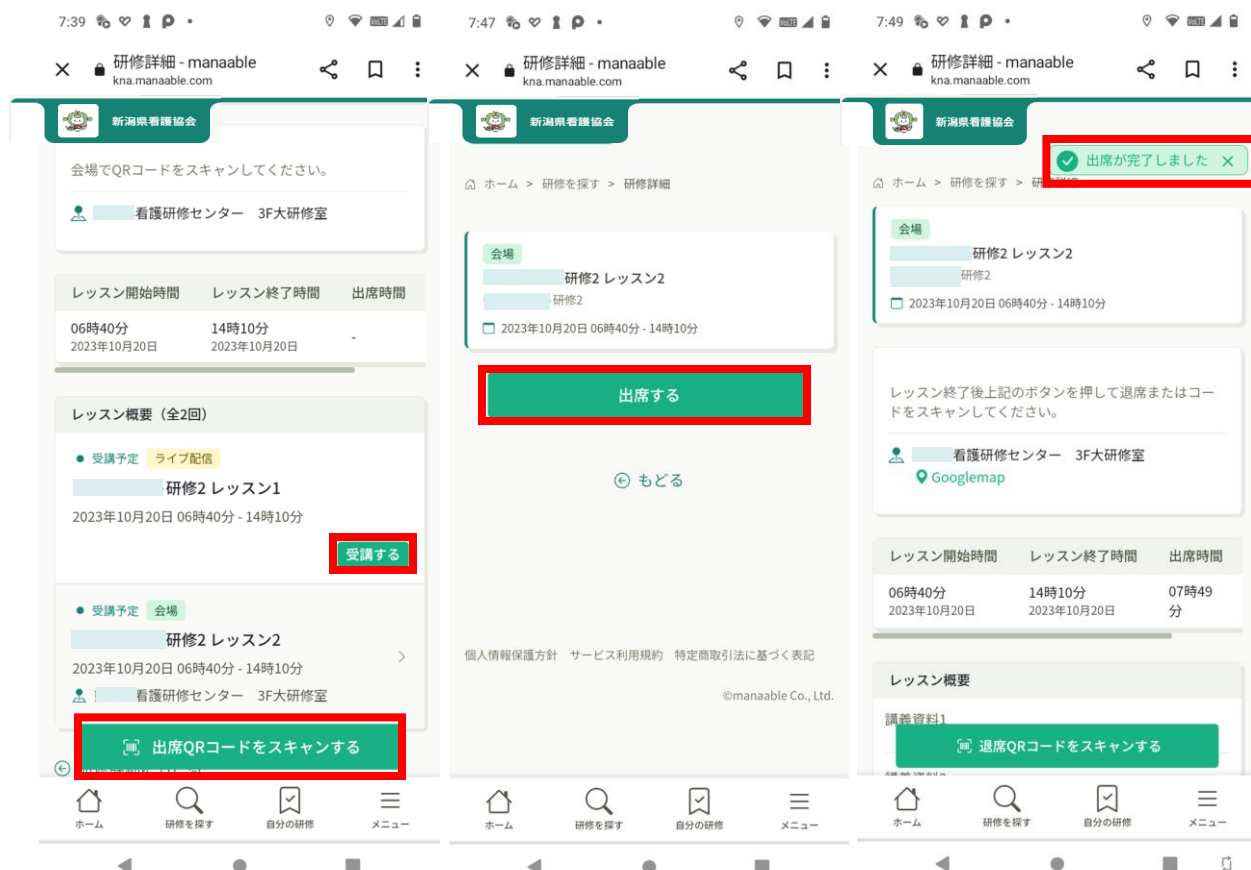 7:39
研修詳細 - manaable
kna.manaable.com
新潟県看護協会
会場でQRコードをスキャンしてください。
看護研修センター 3F大研修室
レッスン開始時間 レッスン終了時間 出席時間
06時40分 14時10分 -
2023年10月20日 2023年10月20日
レッスン概要（全2回）
受講予定 ライブ配信
研修2 レッスン1
2023年10月20日 06時40分 - 14時10分
受講する
受講予定 会場
研修2 レッスン2
2023年10月20日 06時40分 - 14時10分
看護研修センター 3F大研修室
出席QRコードをスキャンする
ホーム 研修を探す 自分の研修 メニュー
7:47
研修詳細 - manaable
kna.manaable.com
新潟県看護協会
ホーム > 研修を探す > 研修詳細
会場
研修2 レッスン2
研修2
2023年10月20日 06時40分 - 14時10分
出席する
もどる
個人情報保護方針 サービス利用規約 特定商取引法に基づく表記
©manaable Co., Ltd.
ホーム 研修を探す 自分の研修 メニュー
7:49
研修詳細 - manaable
kna.manaable.com
新潟県看護協会
出席が完了しました
ホーム > 研修を探す >
会場
研修2 レッスン2
研修2
2023年10月20日 06時40分 - 14時10分
レッスン終了後上記のボタンを押して退席またはコー
ドをスキャンしてください。
看護研修センター 3F大研修室
Googlemap
レッスン開始時間 レッスン終了時間 出席時間
06時40分 14時10分 07時49
2023年10月20日 2023年10月20日 分
レッスン概要
講義資料1
退席QRコードをスキャンする
ホーム 研修を探す 自分の研修 メニュー